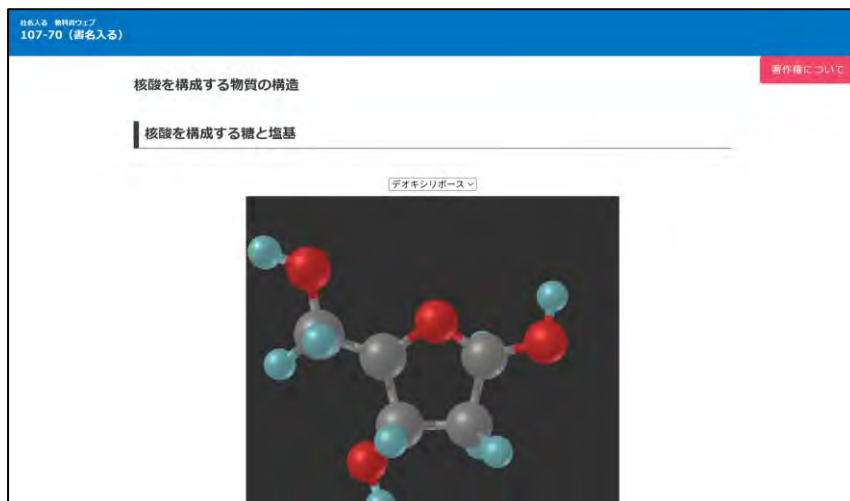 社名入る 教科書ウェブ
107-70（書名入る）
著作権について
核酸を構成する物質の構造
核酸を構成する糖と塩基
デオキシリボース